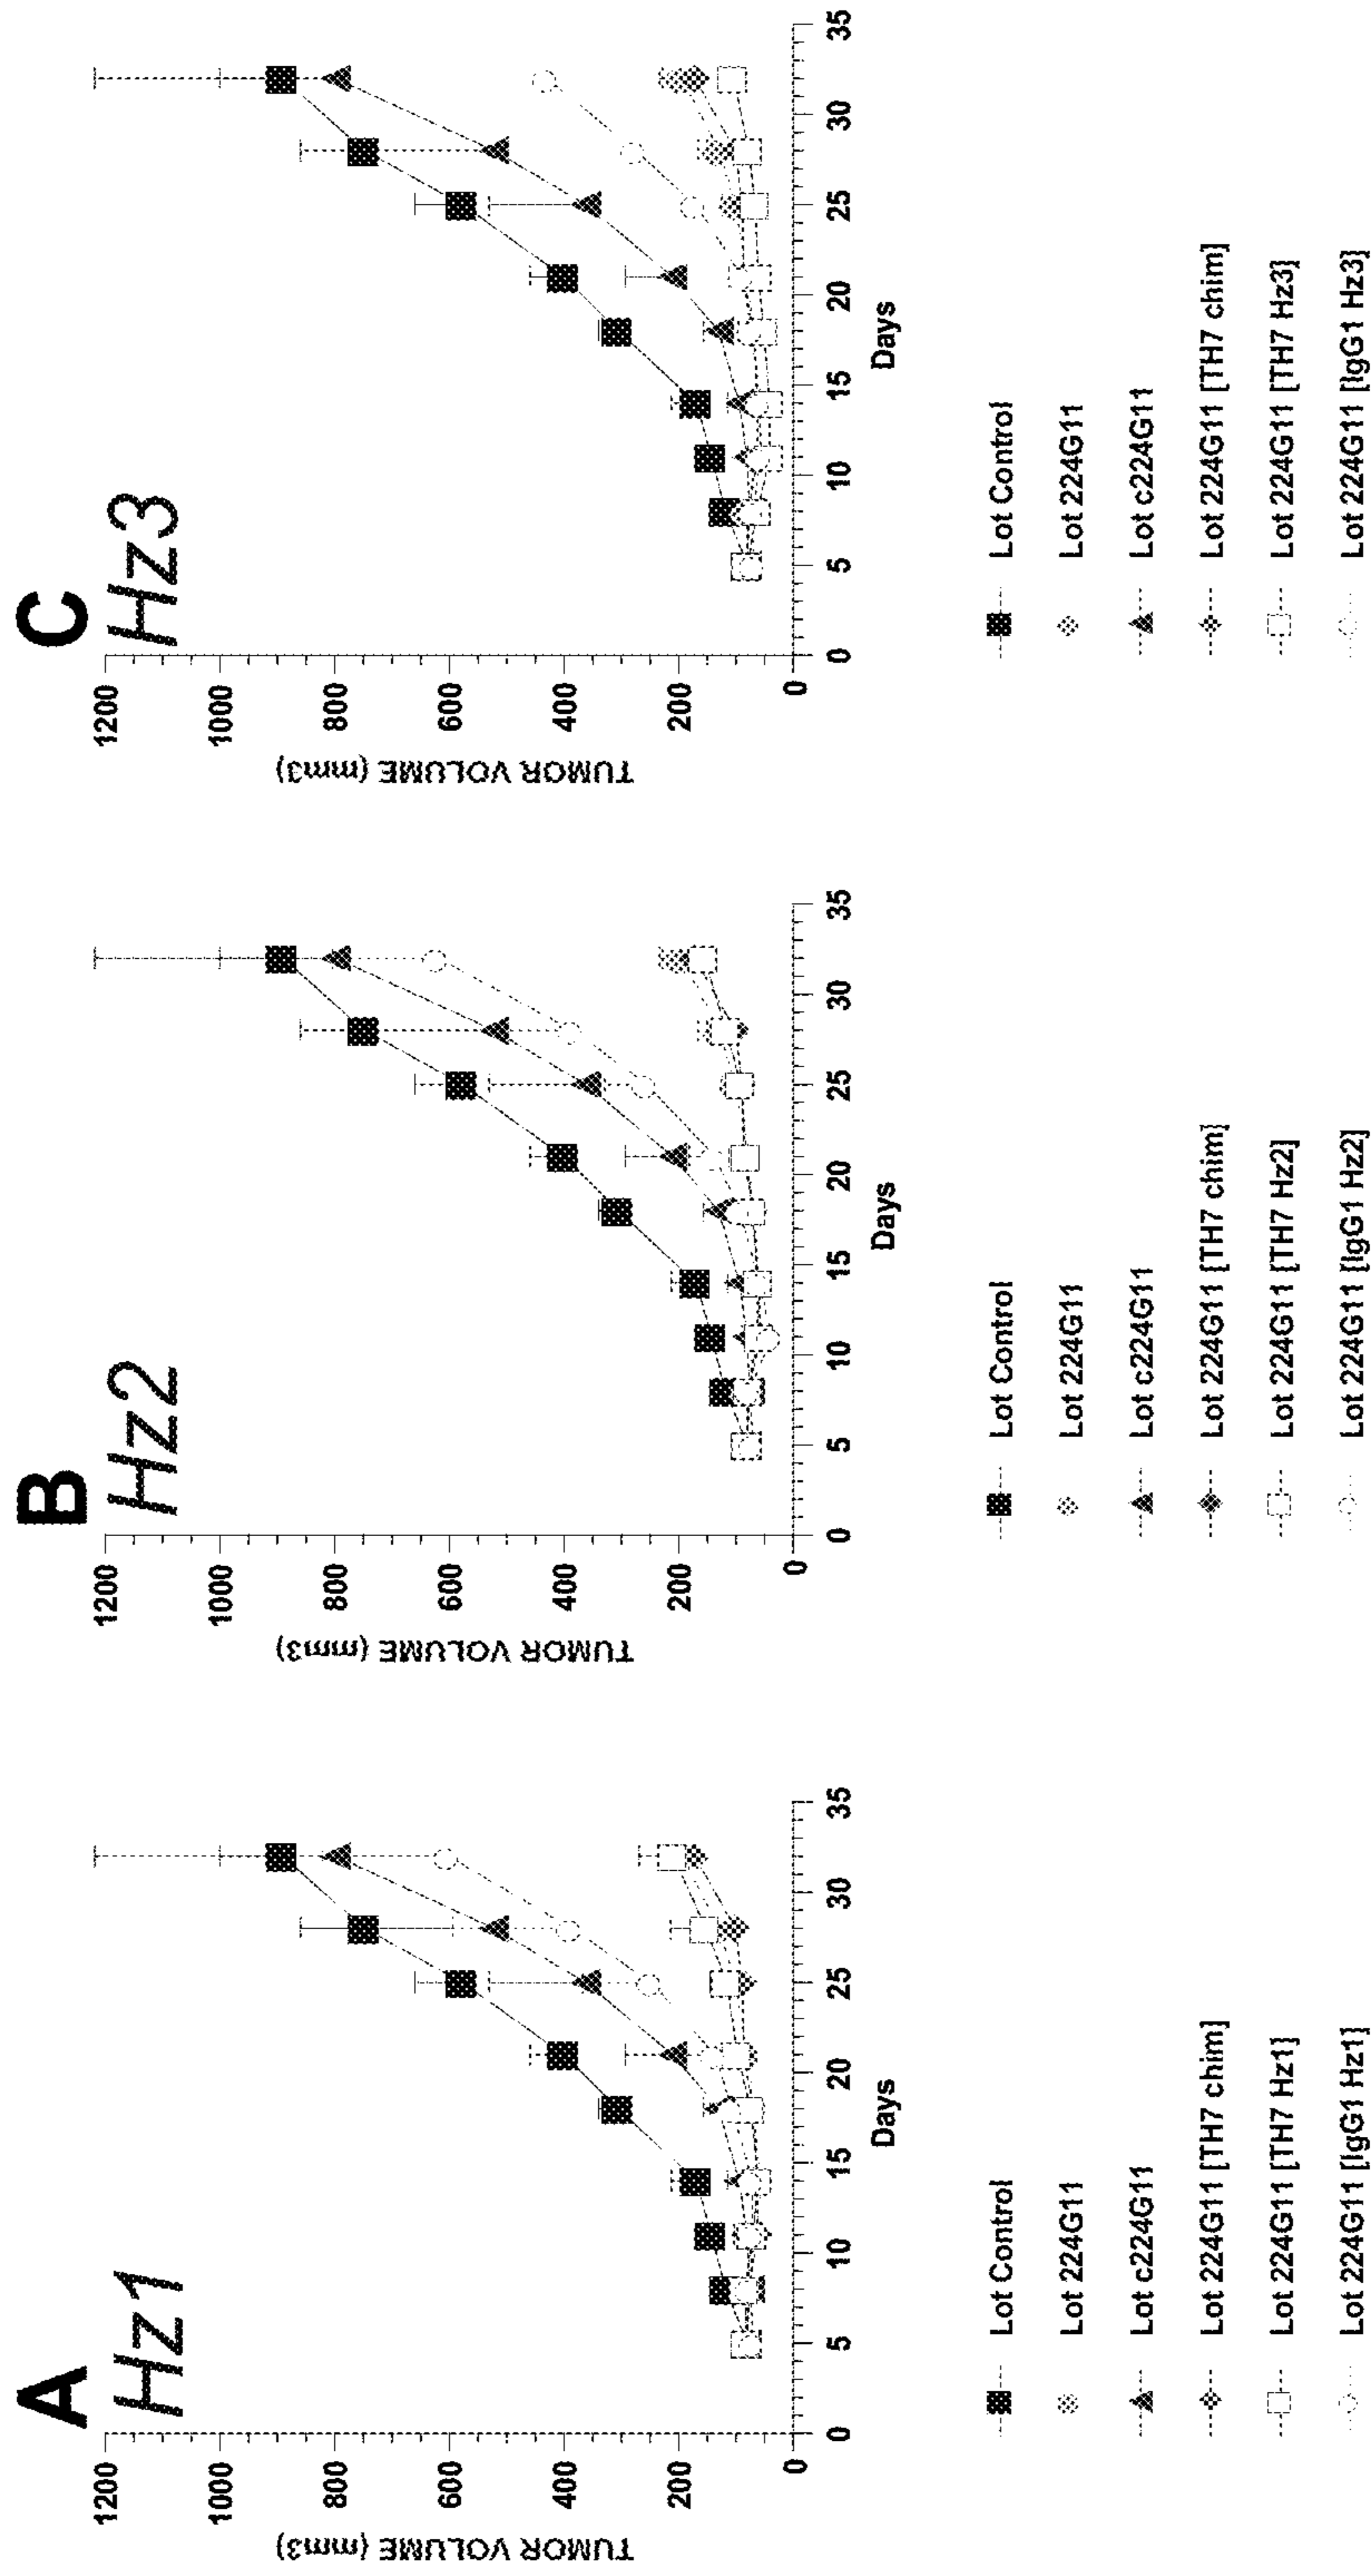 A
Hz1
TUMOR VOLUME (mm3)
1200
1000
800
600
400
200
0
0 5 10 15 20 25 30 35
Days
Lot Control
Lot 224G11
Lot c224G11
Lot 224G11 [TH7 chim]
Lot 224G11 [TH7 Hz1]
Lot 224G11 [IgG1 Hz1]
B
Hz2
TUMOR VOLUME (mm3)
1200
1000
800
600
400
200
0
0 5 10 15 20 25 30 35
Days
Lot Control
Lot 224G11
Lot c224G11
Lot 224G11 [TH7 chim]
Lot 224G11 [TH7 Hz2]
Lot 224G11 [IgG1 Hz2]
C
Hz3
TUMOR VOLUME (mm3)
1200
1000
800
600
400
200
0
0 5 10 15 20 25 30 35
Days
Lot Control
Lot 224G11
Lot c224G11
Lot 224G11 [TH7 chim]
Lot 224G11 [TH7 Hz3]
Lot 224G11 [IgG1 Hz3]